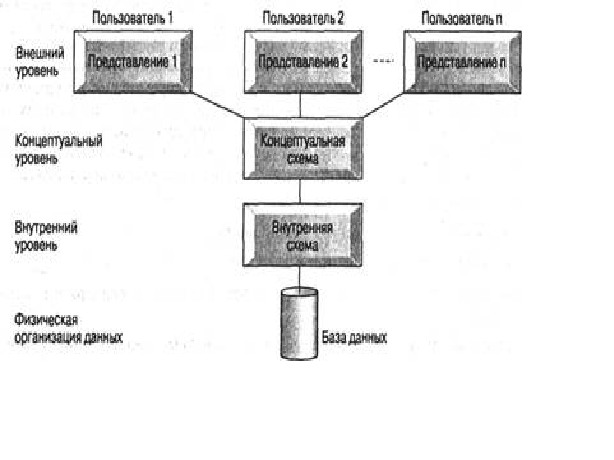 Пользователь 1
Пользователь 2
Пользователь n
Внешний
уровень
Представление 1
Представление 2
Представление n
Концептуальный
уровень
Концептуальная
схема
Внутренний
уровень
Внутренняя
схема
Физическая
организация данных
База данных